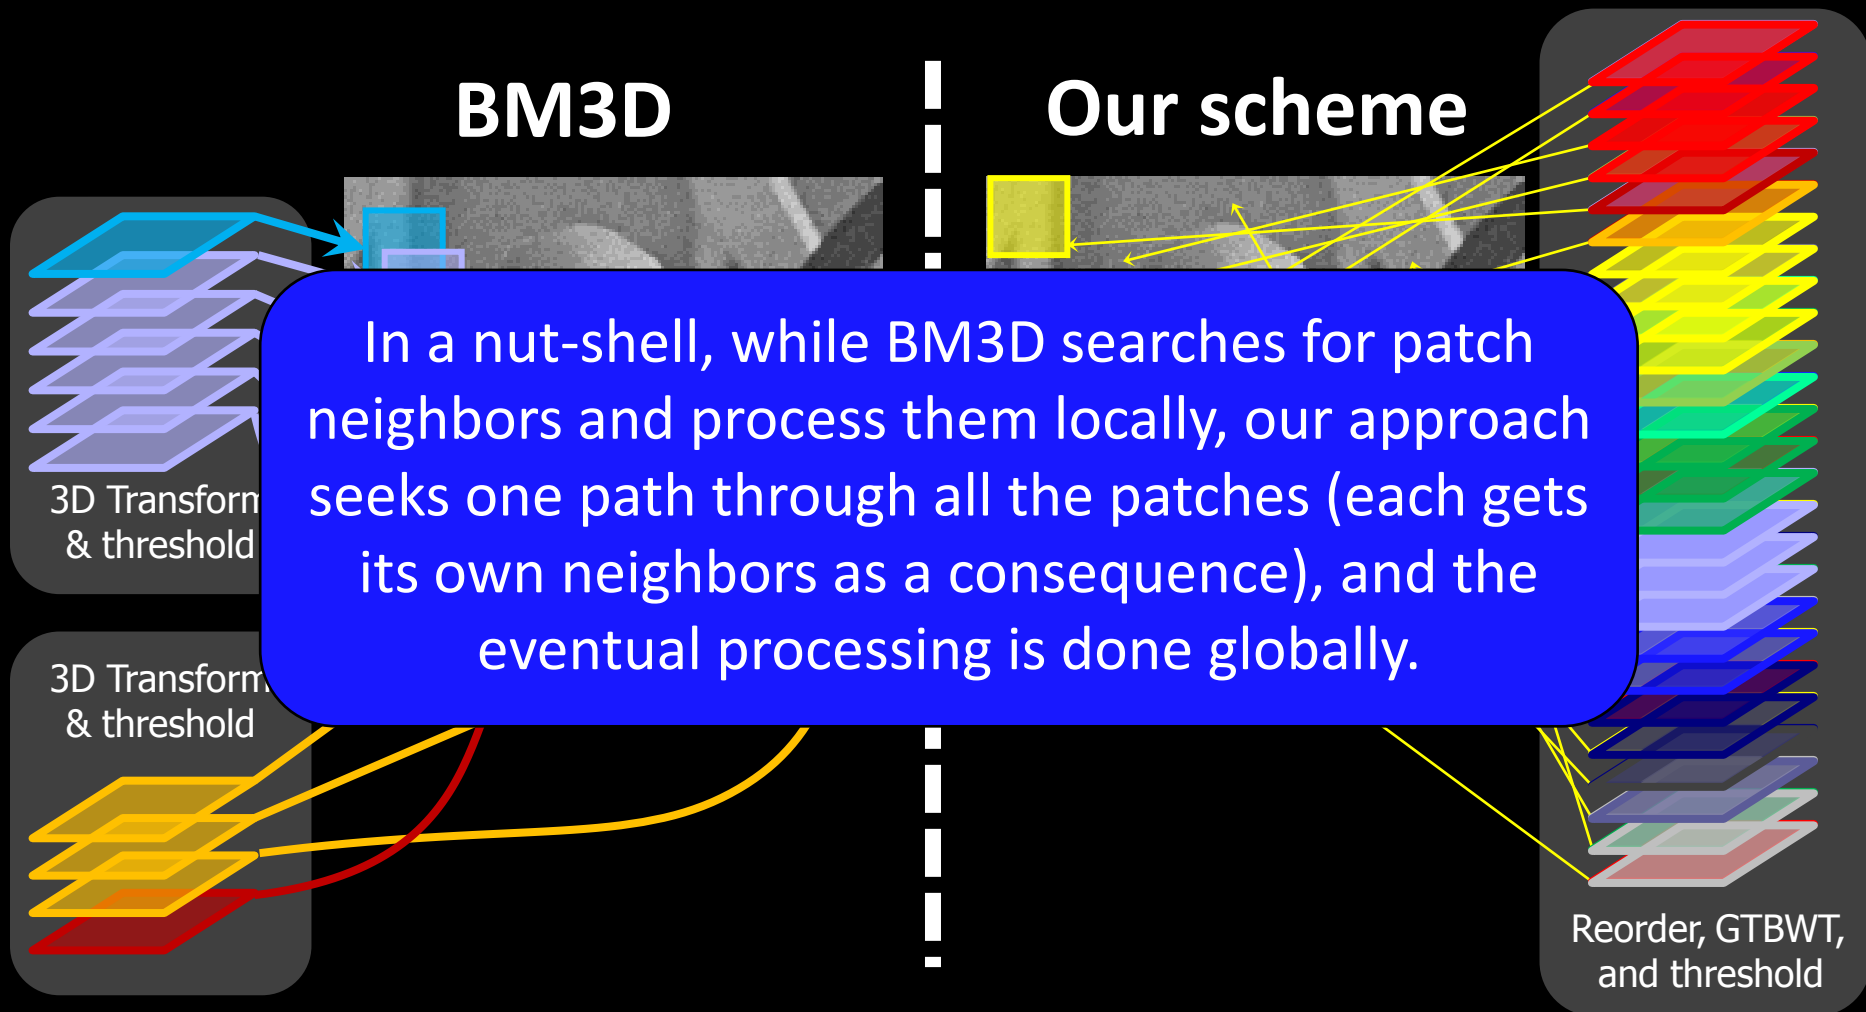 BM3D
Our scheme
3D Transform
& threshold
In a nut-shell, while BM3D searches for patch
neighbors and process them locally, our approach
seeks one path through all the patches (each gets
its own neighbors as a consequence), and the
eventual processing is done globally.
3D Transform
& threshold
Reorder, GTBWT,
and threshold